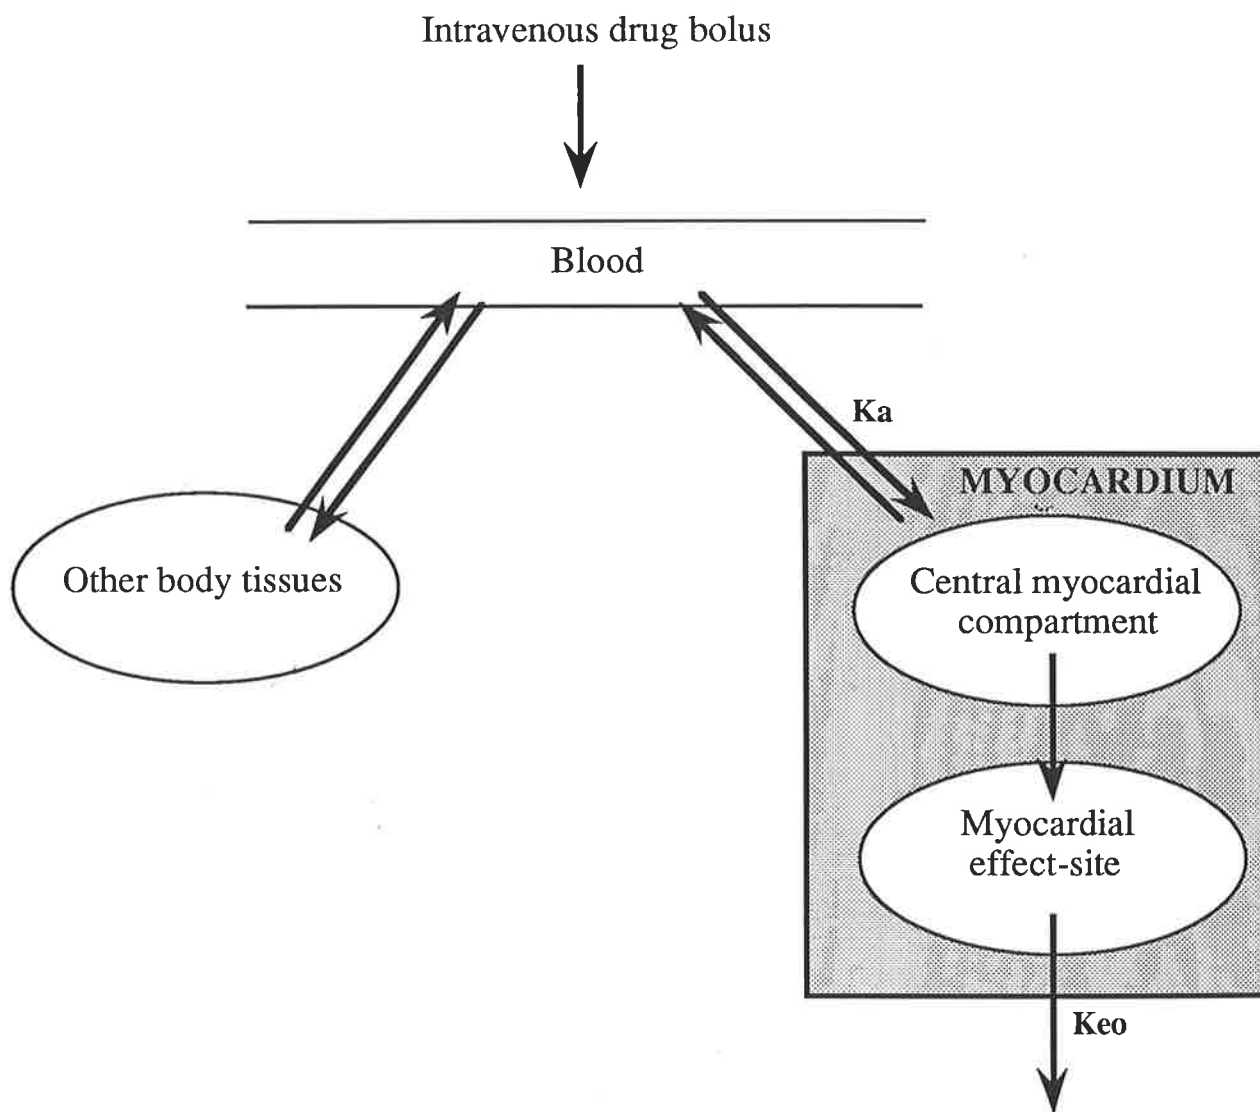 Intravenous drug bolus
Blood
Ka
MYOCARDIUM
Other body tissues
Central myocardial
compartment
Myocardial
effect-site
Keo